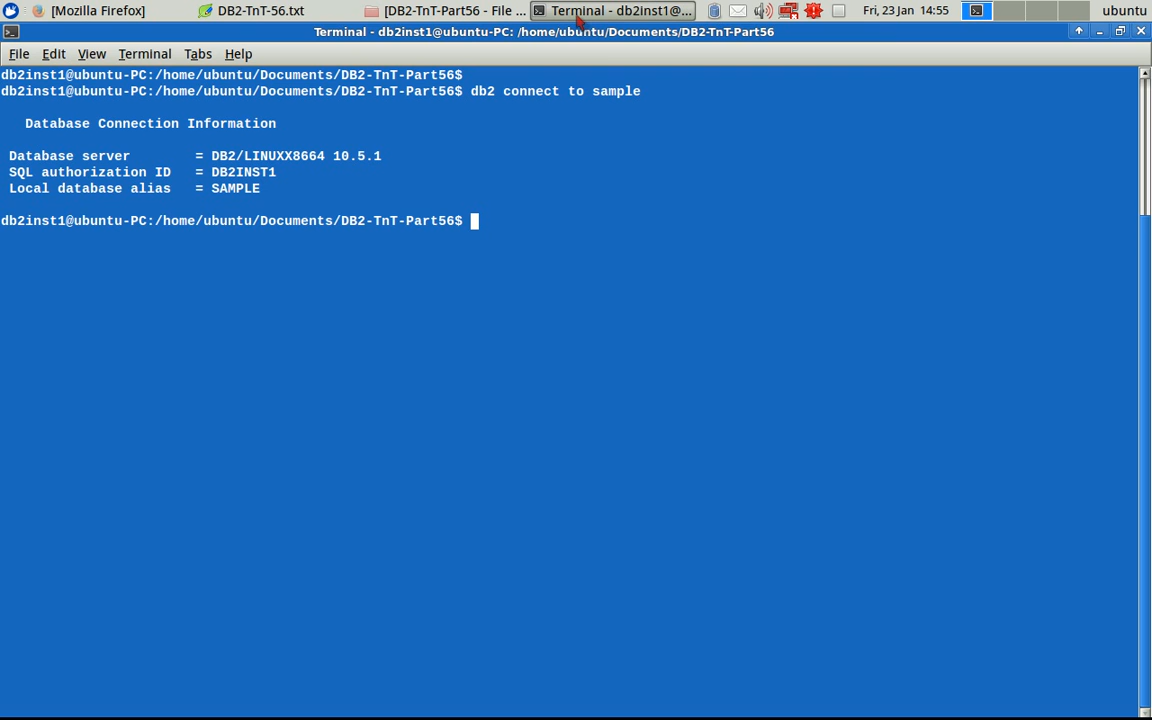 [Mozilla Firefox]
DB2-TnT-56.txt
[DB2-TnT-Part56 - File ...
Terminal - db2inst1@...
Fri, 23 Jan 14:55
ubuntu
Terminal - db2inst1@ubuntu-PC: /home/ubuntu/Documents/DB2-TnT-Part56
File Edit View Terminal Tabs Help
db2inst1@ubuntu-PC:/home/ubuntu/Documents/DB2-TnT-Part56$
db2inst1@ubuntu-PC:/home/ubuntu/Documents/DB2-TnT-Part56$ db2 connect to sample
Database Connection Information
Database server = DB2/LINUXX8664 10.5.1
SQL authorization ID = DB2INST1
Local database alias = SAMPLE
db2inst1@ubuntu-PC:/home/ubuntu/Documents/DB2-TnT-Part56$